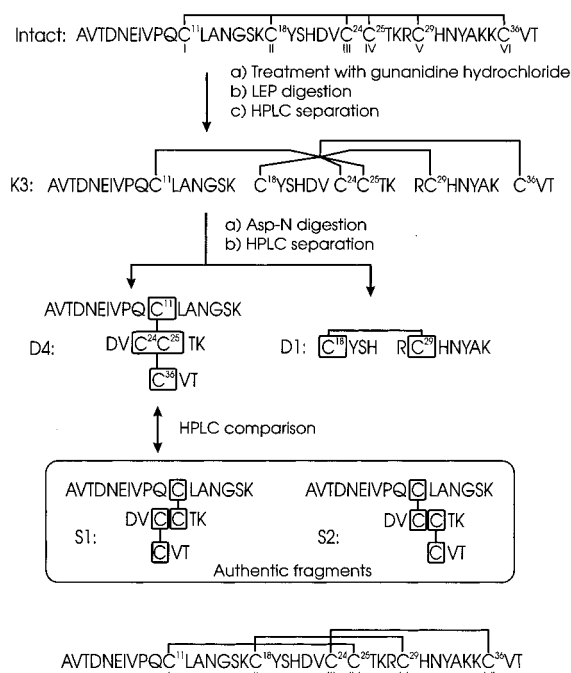 Intact: AVTDNEIVPQC¹¹LANGSKC¹⁸YSHDVC²⁴C²⁵TKRC²⁹HNYAKKC³⁶VT
I II III IV V VI
a) Treatment with gunanidine hydrochloride
b) LEP digestion
c) HPLC separation
K3: AVTDNEIVPQC¹¹LANGSK C¹⁸YSHDV C²⁴C²⁵TK RC²⁹HNYAK C³⁶VT
a) Asp-N digestion
b) HPLC separation
AVTDNEIVPQC¹¹LANGSK
D4: DVC²⁴C²⁵TK D1: C¹⁸YSH RC²⁹HNYAK
C³⁶VT
HPLC comparison
AVTDNEIVPQCLANGSK AVTDNEIVPQCLANGSK
DVCCTK DVCCTK
S1: CVT S2: CVT
Authentic fragments
AVTDNEIVPQC¹¹LANGSKC¹⁸YSHDVC²⁴C²⁵TKRC²⁹HNYAKKC³⁶VT